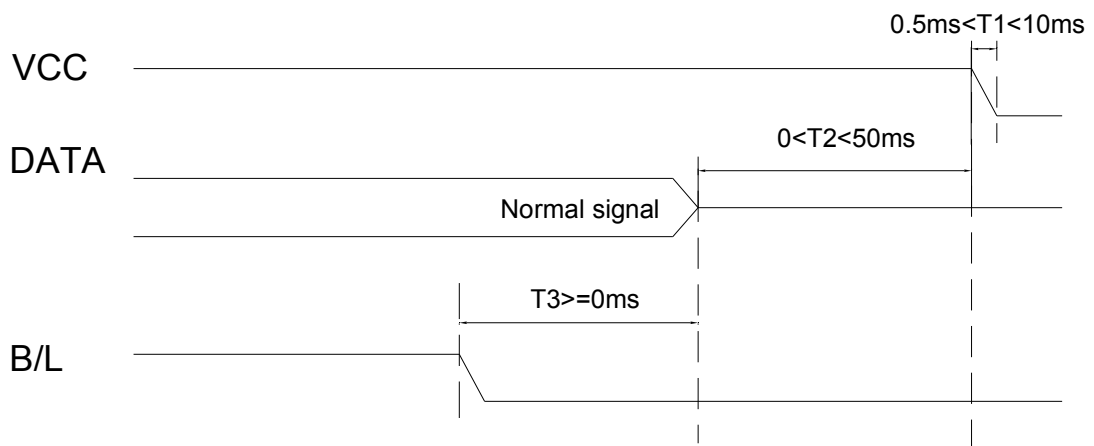 0.5ms<T1<10ms
VCC
0<T2<50ms
DATA
Normal signal
T3>=0ms
B/L